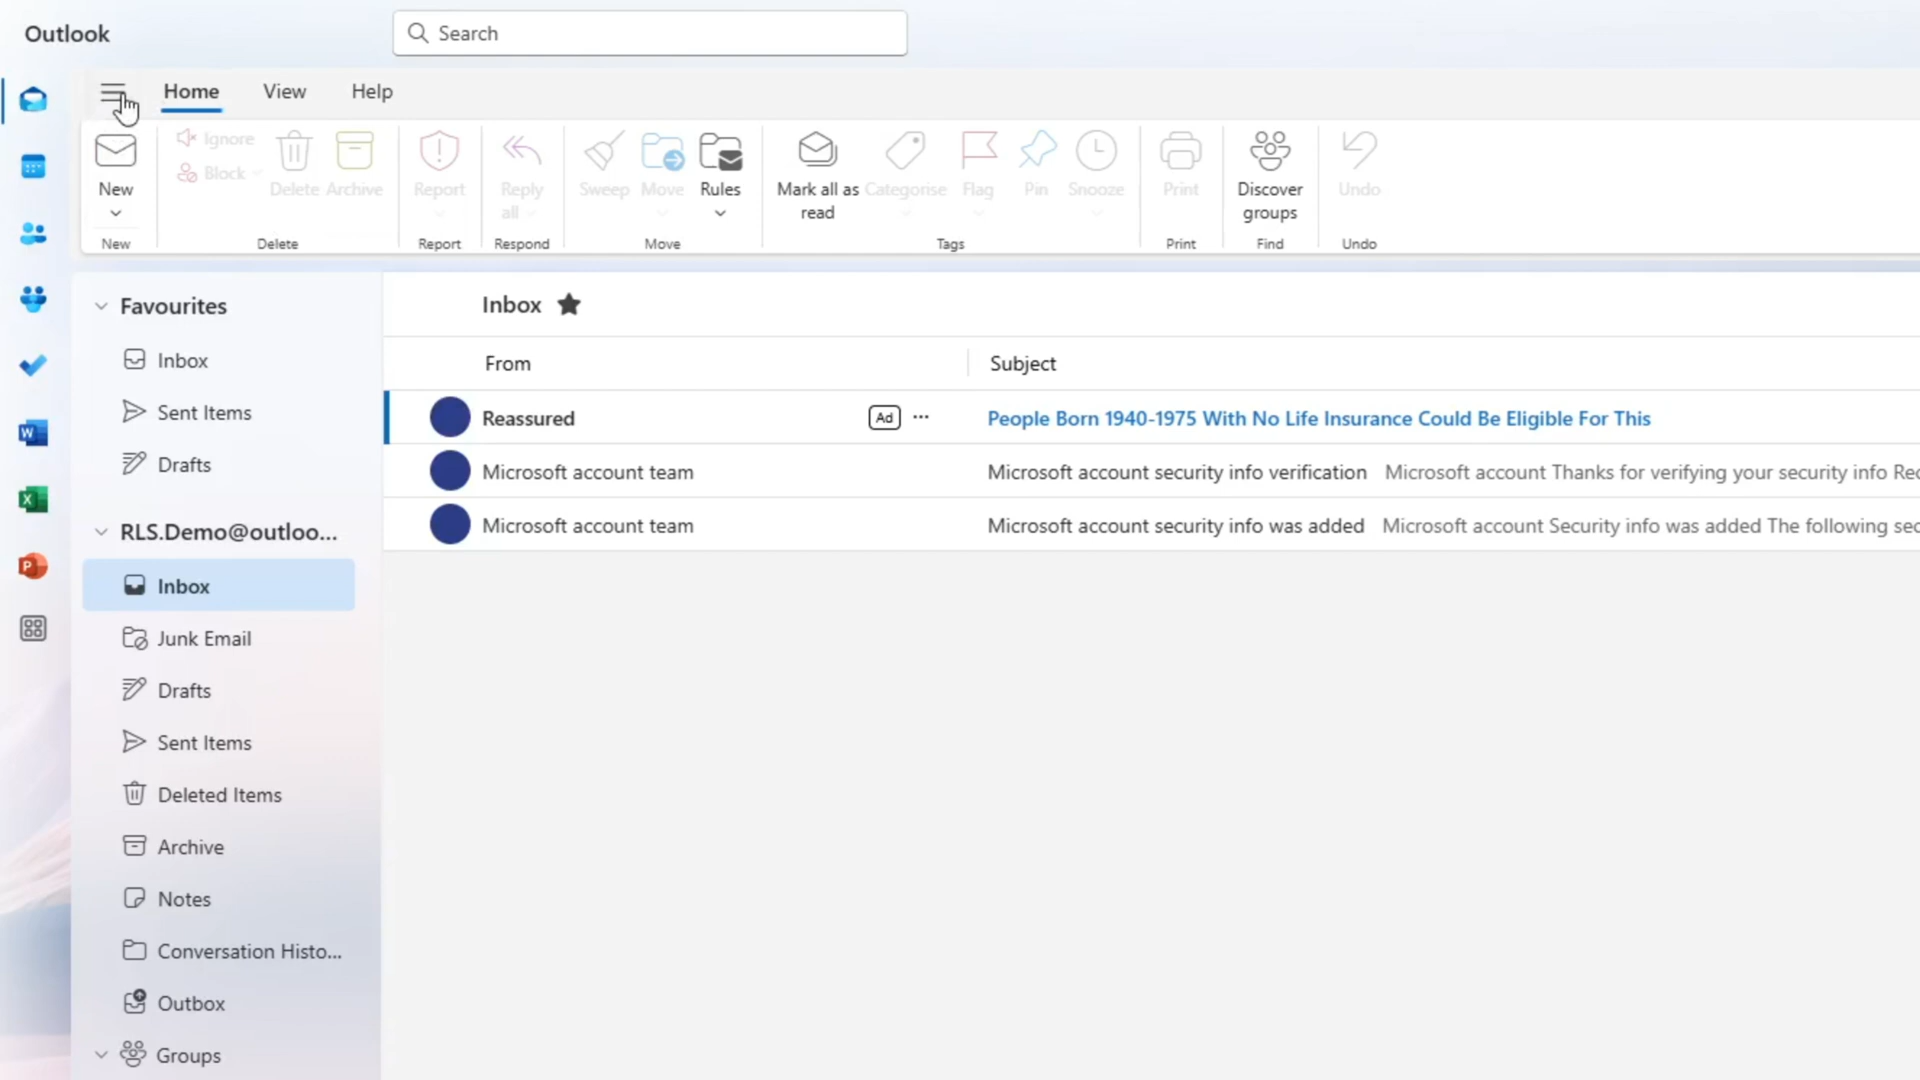 Outlook
Search
Home View Help
New
Ignore
Block
Delete
Archive
Report
Reply all
Sweep
Move
Rules
Mark all as read
Categorise
Flag
Pin
Snooze
Print
Discover groups
Undo
New
Delete
Report
Respond
Move
Tags
Print
Find
Undo
Favourites
Inbox
Sent Items
Drafts
RLS.Demo@outloo...
Inbox
Junk Email
Drafts
Sent Items
Deleted Items
Archive
Notes
Conversation Histo...
Outbox
Groups
Inbox
From Subject
Reassured Ad People Born 1940-1975 With No Life Insurance Could Be Eligible For This
Microsoft account team Microsoft account security info verification Microsoft account Thanks for verifying your security info Rec
Microsoft account team Microsoft account security info was added Microsoft account Security info was added The following sec
W
X
P